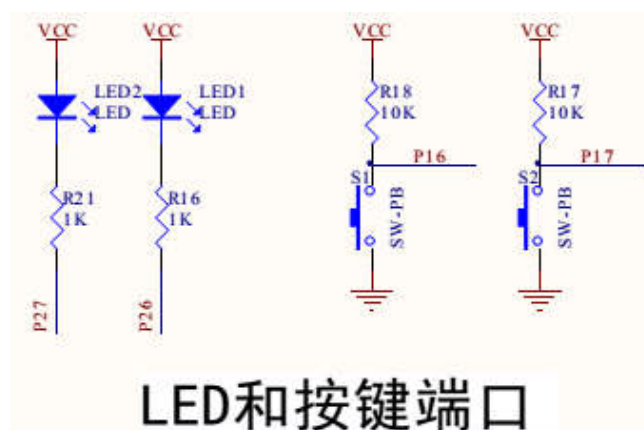 VCC VCC VCC VCC
LED2 LED1 R18 R17
LED LED 10K 10K
P16 P17
S1 S2
R21 R16 SW-PB SW-PB
1K 1K
P27 P26
LED和按键端口